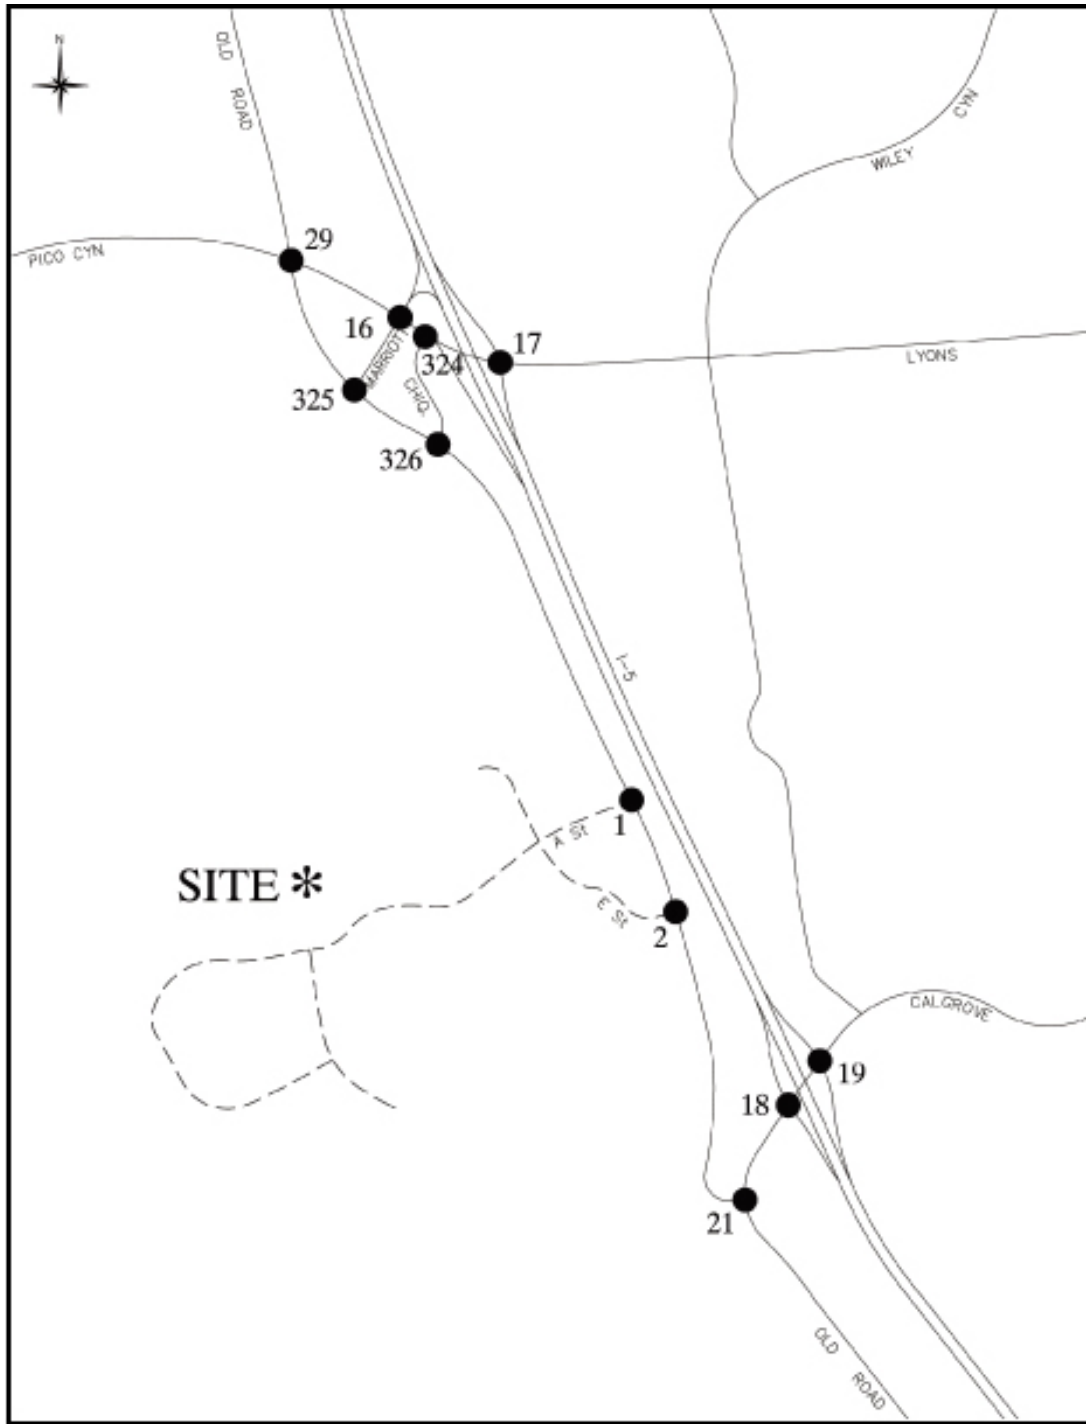 N
OLD ROAD
CYN
WILEY
PICO CYN
29
16
MARRIOTT
324
17
LYONS
325
CHIQ.
326
I-5
1
A St
SITE *
E St
2
CALGROVE
19
18
21
OLD ROAD